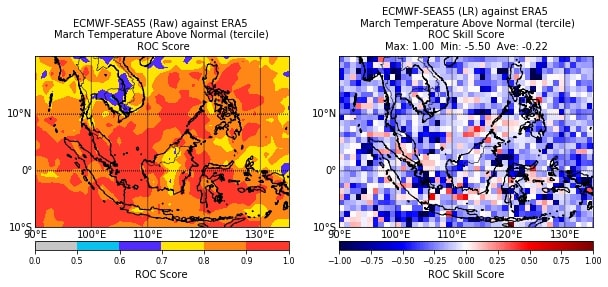 ECMWF-SEAS5 (Raw) against ERA5
March Temperature Above Normal (tercile)
ROC Score
10°N
0°
10°S
90°E 100°E 110°E 120°E 130°E
0.0 0.5 0.6 0.7 0.8 0.9 1.0
ROC Score
ECMWF-SEAS5 (LR) against ERA5
March Temperature Above Normal (tercile)
ROC Skill Score
Max: 1.00 Min: -5.50 Ave: -0.22
10°N
0°
10°S
90°E 100°E 110°E 120°E 130°E
−1.00 −0.75 −0.50 −0.25 0.00 0.25 0.50 0.75 1.00
ROC Skill Score